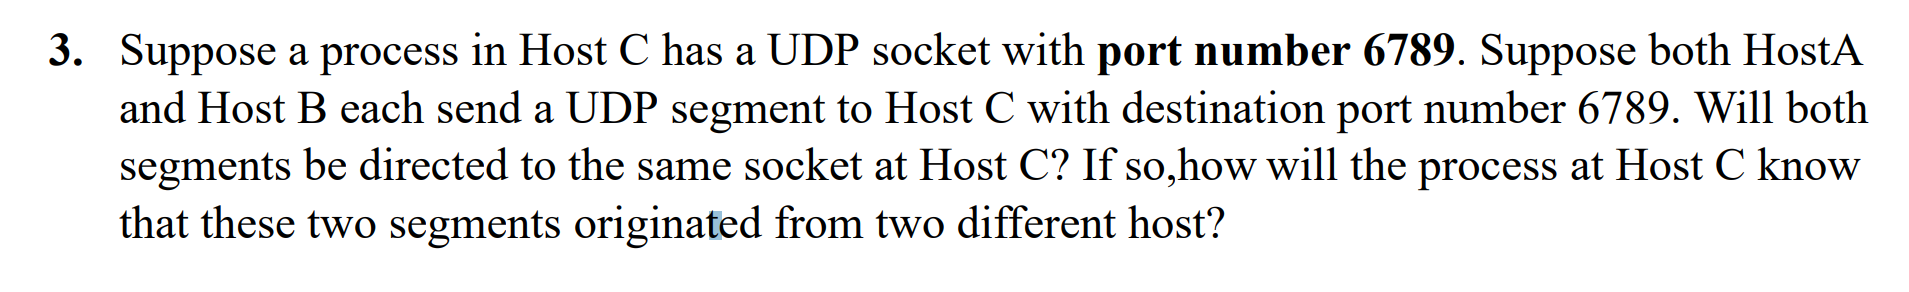 3. Suppose a process in Host C has a UDP socket with port number 6789. Suppose both HostA
and Host B each send a UDP segment to Host C with destination port number 6789. Will both
segments be directed to the same socket at Host C? If so,how will the process at Host C know
that these two segments originated from two different host?